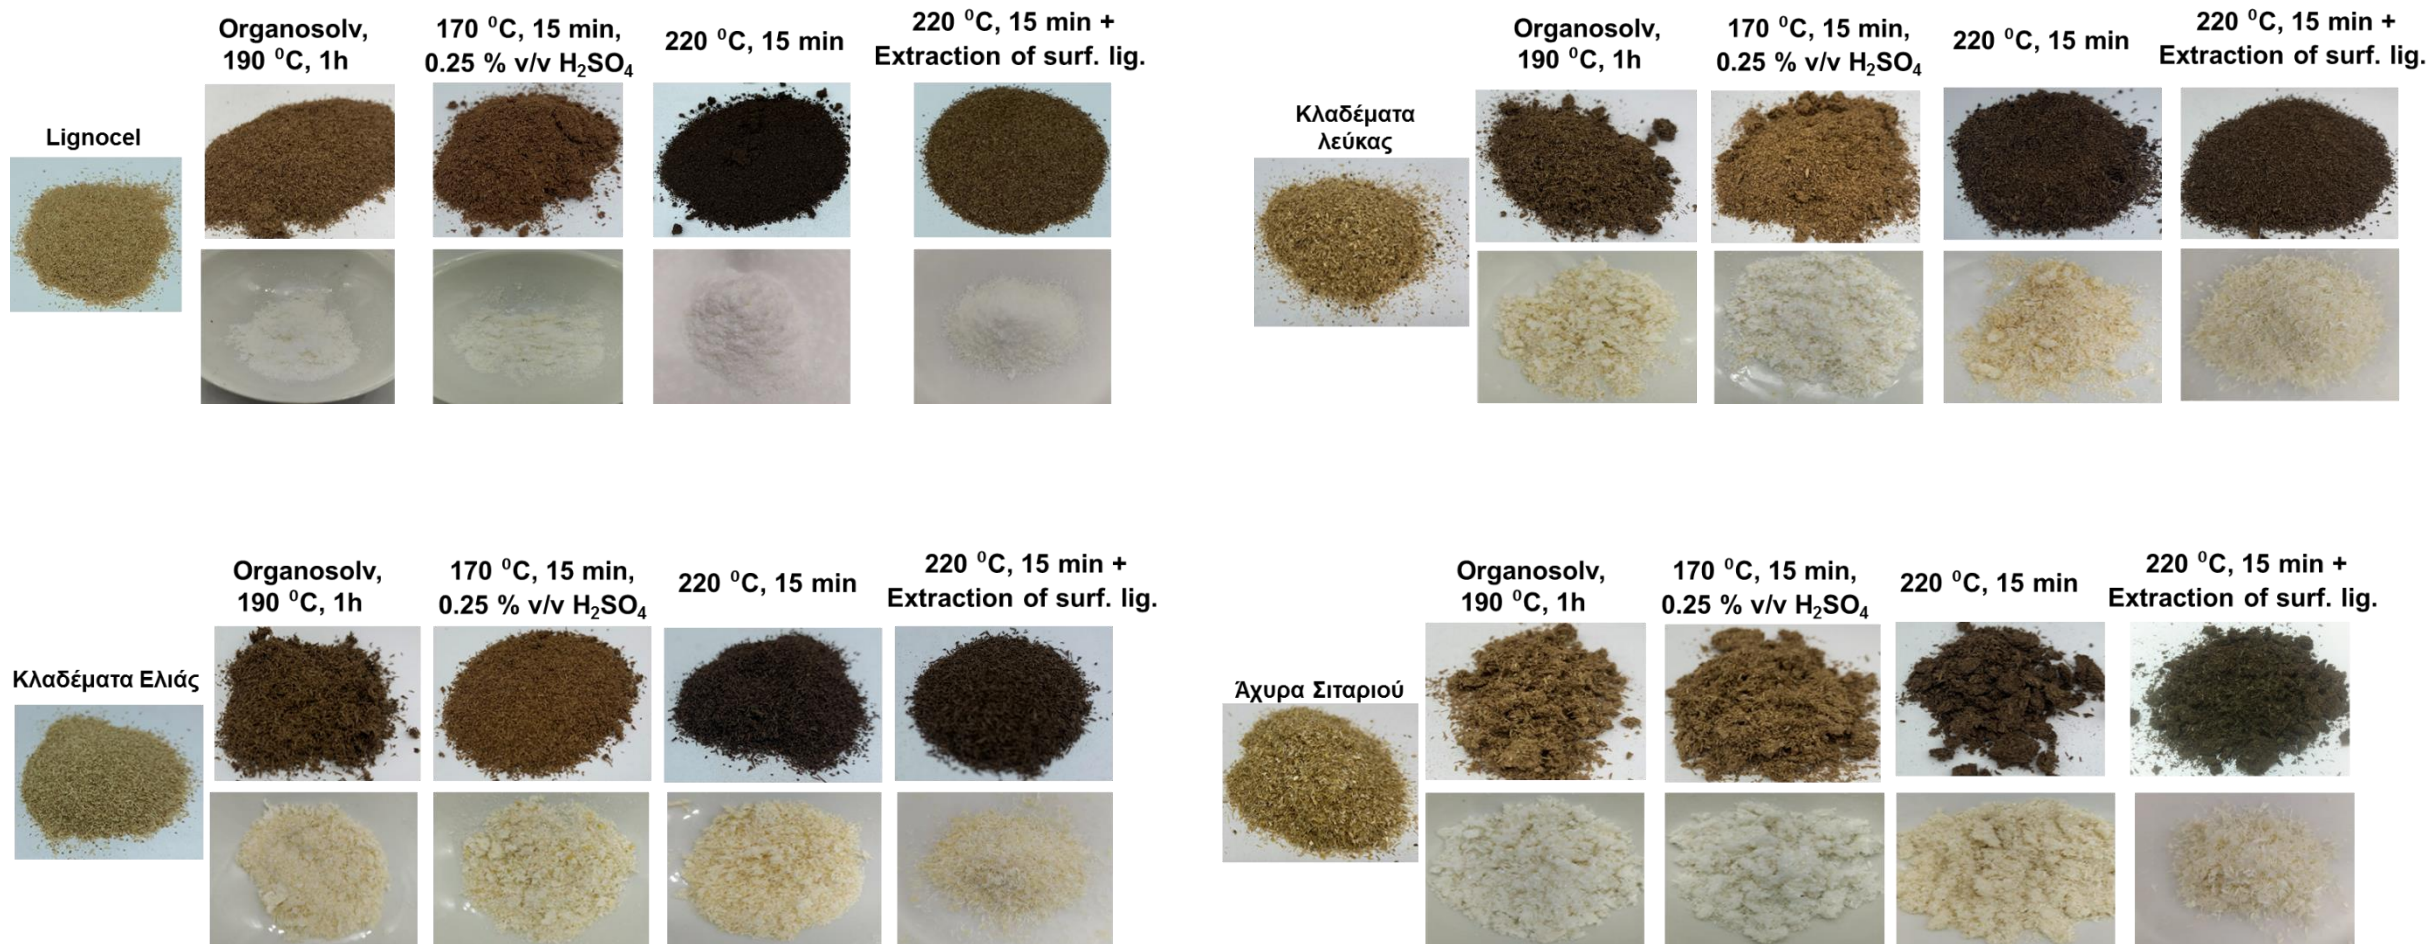 Organosolv,
190 ⁰C, 1h
170 ⁰C, 15 min,
0.25 % v/v H₂SO₄
220 ⁰C, 15 min
220 ⁰C, 15 min +
Extraction of surf. lig.
Lignocel
Organosolv,
190 ⁰C, 1h
170 ⁰C, 15 min,
0.25 % v/v H₂SO₄
220 ⁰C, 15 min
220 ⁰C, 15 min +
Extraction of surf. lig.
Κλαδέματα
λεύκας
Organosolv,
190 ⁰C, 1h
170 ⁰C, 15 min,
0.25 % v/v H₂SO₄
220 ⁰C, 15 min
220 ⁰C, 15 min +
Extraction of surf. lig.
Κλαδέματα Ελιάς
Organosolv,
190 ⁰C, 1h
170 ⁰C, 15 min,
0.25 % v/v H₂SO₄
220 ⁰C, 15 min
220 ⁰C, 15 min +
Extraction of surf. lig.
Άχυρα Σιταριού